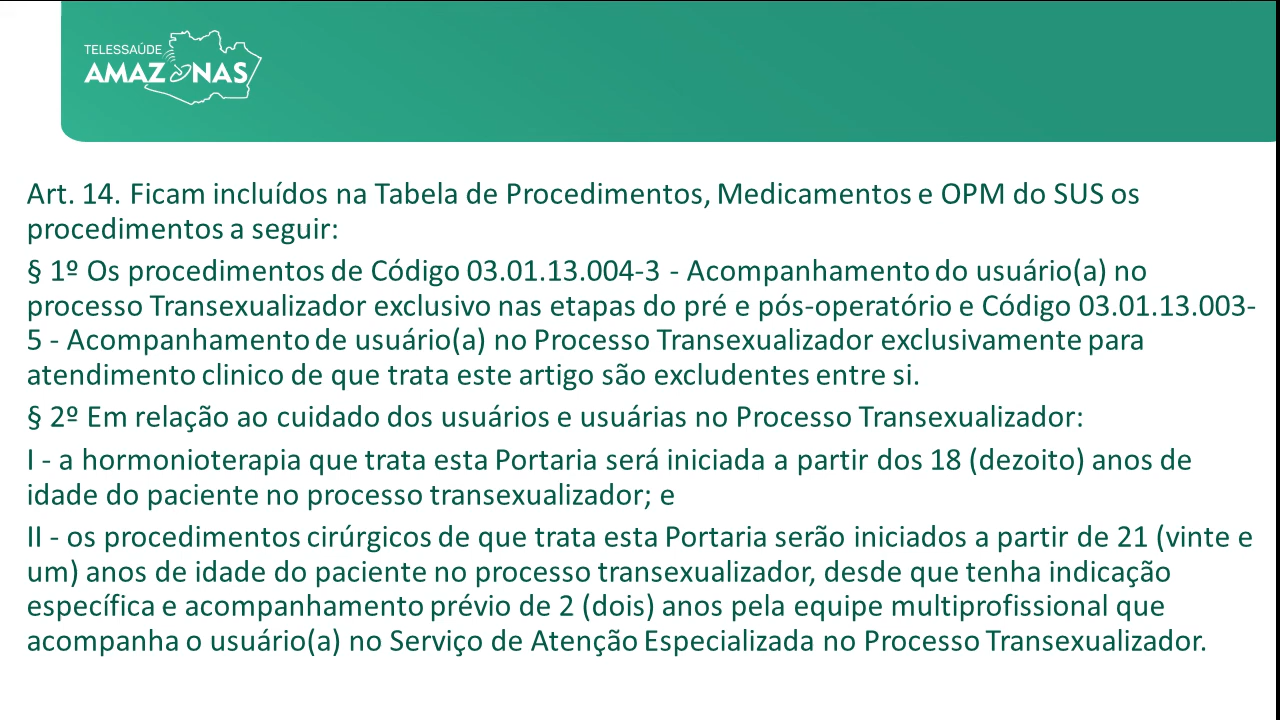 TELESSAÚDE
AMAZONAS
Art. 14. Ficam incluídos na Tabela de Procedimentos, Medicamentos e OPM do SUS os
procedimentos a seguir:
§ 1º Os procedimentos de Código 03.01.13.004-3 - Acompanhamento do usuário(a) no
processo Transexualizador exclusivo nas etapas do pré e pós-operatório e Código 03.01.13.003-
5 - Acompanhamento de usuário(a) no Processo Transexualizador exclusivamente para
atendimento clinico de que trata este artigo são excludentes entre si.
§ 2º Em relação ao cuidado dos usuários e usuárias no Processo Transexualizador:
I - a hormonioterapia que trata esta Portaria será iniciada a partir dos 18 (dezoito) anos de
idade do paciente no processo transexualizador; e
II - os procedimentos cirúrgicos de que trata esta Portaria serão iniciados a partir de 21 (vinte e
um) anos de idade do paciente no processo transexualizador, desde que tenha indicação
específica e acompanhamento prévio de 2 (dois) anos pela equipe multiprofissional que
acompanha o usuário(a) no Serviço de Atenção Especializada no Processo Transexualizador.